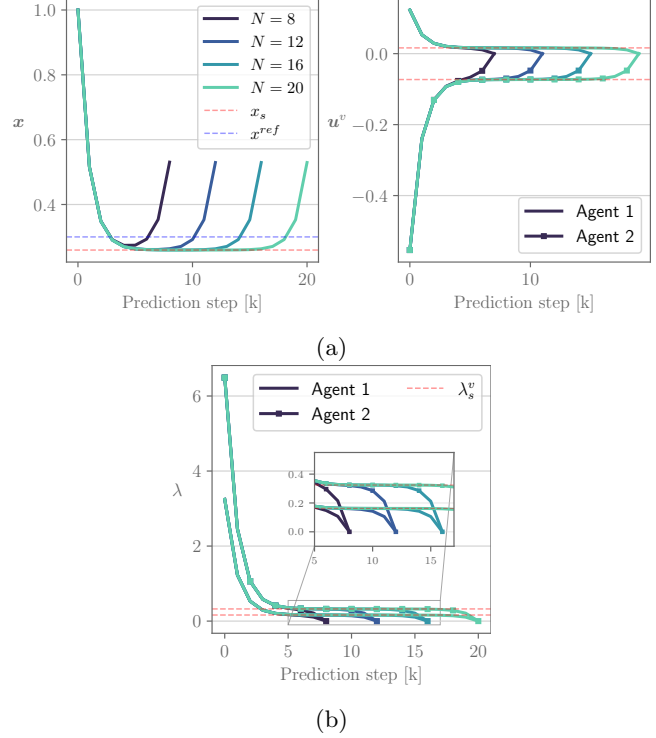 1.0
0.8
0.6
0.4
x
0
10
20
Prediction step [k]
N = 8
N = 12
N = 16
N = 20
x_s
x^{ref}
0.0
−0.2
−0.4
u^v
0
10
Prediction step [k]
Agent 1
Agent 2
(a)
6
4
2
0
λ
0
5
10
15
20
Prediction step [k]
Agent 1
Agent 2
λ_s^v
0.4
0.2
0.0
5
10
15
(b)